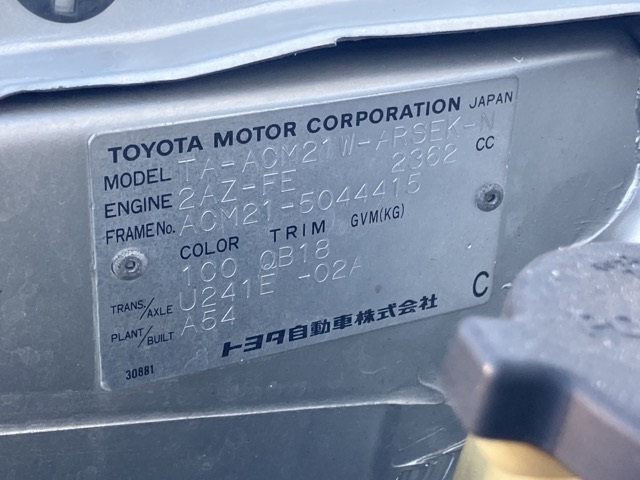 TOYOTA MOTOR CORPORATION JAPAN
MODEL TA-ACM21W-ARSEK-N
ENGINE 2AZ-FE 2362 CC
FRAME No. ACM21-5044415
COLOR TRIM GVM(KG)
1C0 QB18
TRANS./AXLE U241E -02A
PLANT/BUILT A54
トヨタ自動車株式会社 C
308B1